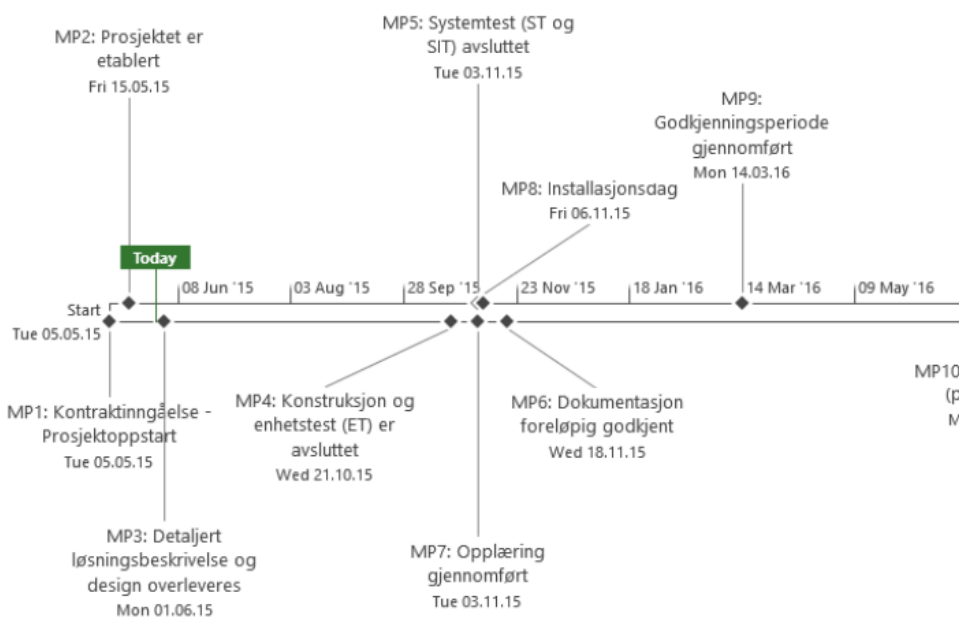 MP2: Prosjektet er
etablert
Fri 15.05.15
MP5: Systemtest (ST og
SIT) avsluttet
Tue 03.11.15
MP9:
Godkjenningsperiode
gjennomført
Mon 14.03.16
MP8: Installasjonsdag
Fri 06.11.15
Today
08 Jun '15
03 Aug '15
28 Sep '15
23 Nov '15
18 Jan '16
14 Mar '16
09 May '16
Start
Tue 05.05.15
MP1: Kontraktinngåelse -
Prosjektoppstart
Tue 05.05.15
MP4: Konstruksjon og
enhetstest (ET) er
avsluttet
Wed 21.10.15
MP6: Dokumentasjon
foreløpig godkjent
Wed 18.11.15
MP10
(p
M
MP3: Detaljert
løsningsbeskrivelse og
design overleveres
Mon 01.06.15
MP7: Opplæring
gjennomført
Tue 03.11.15